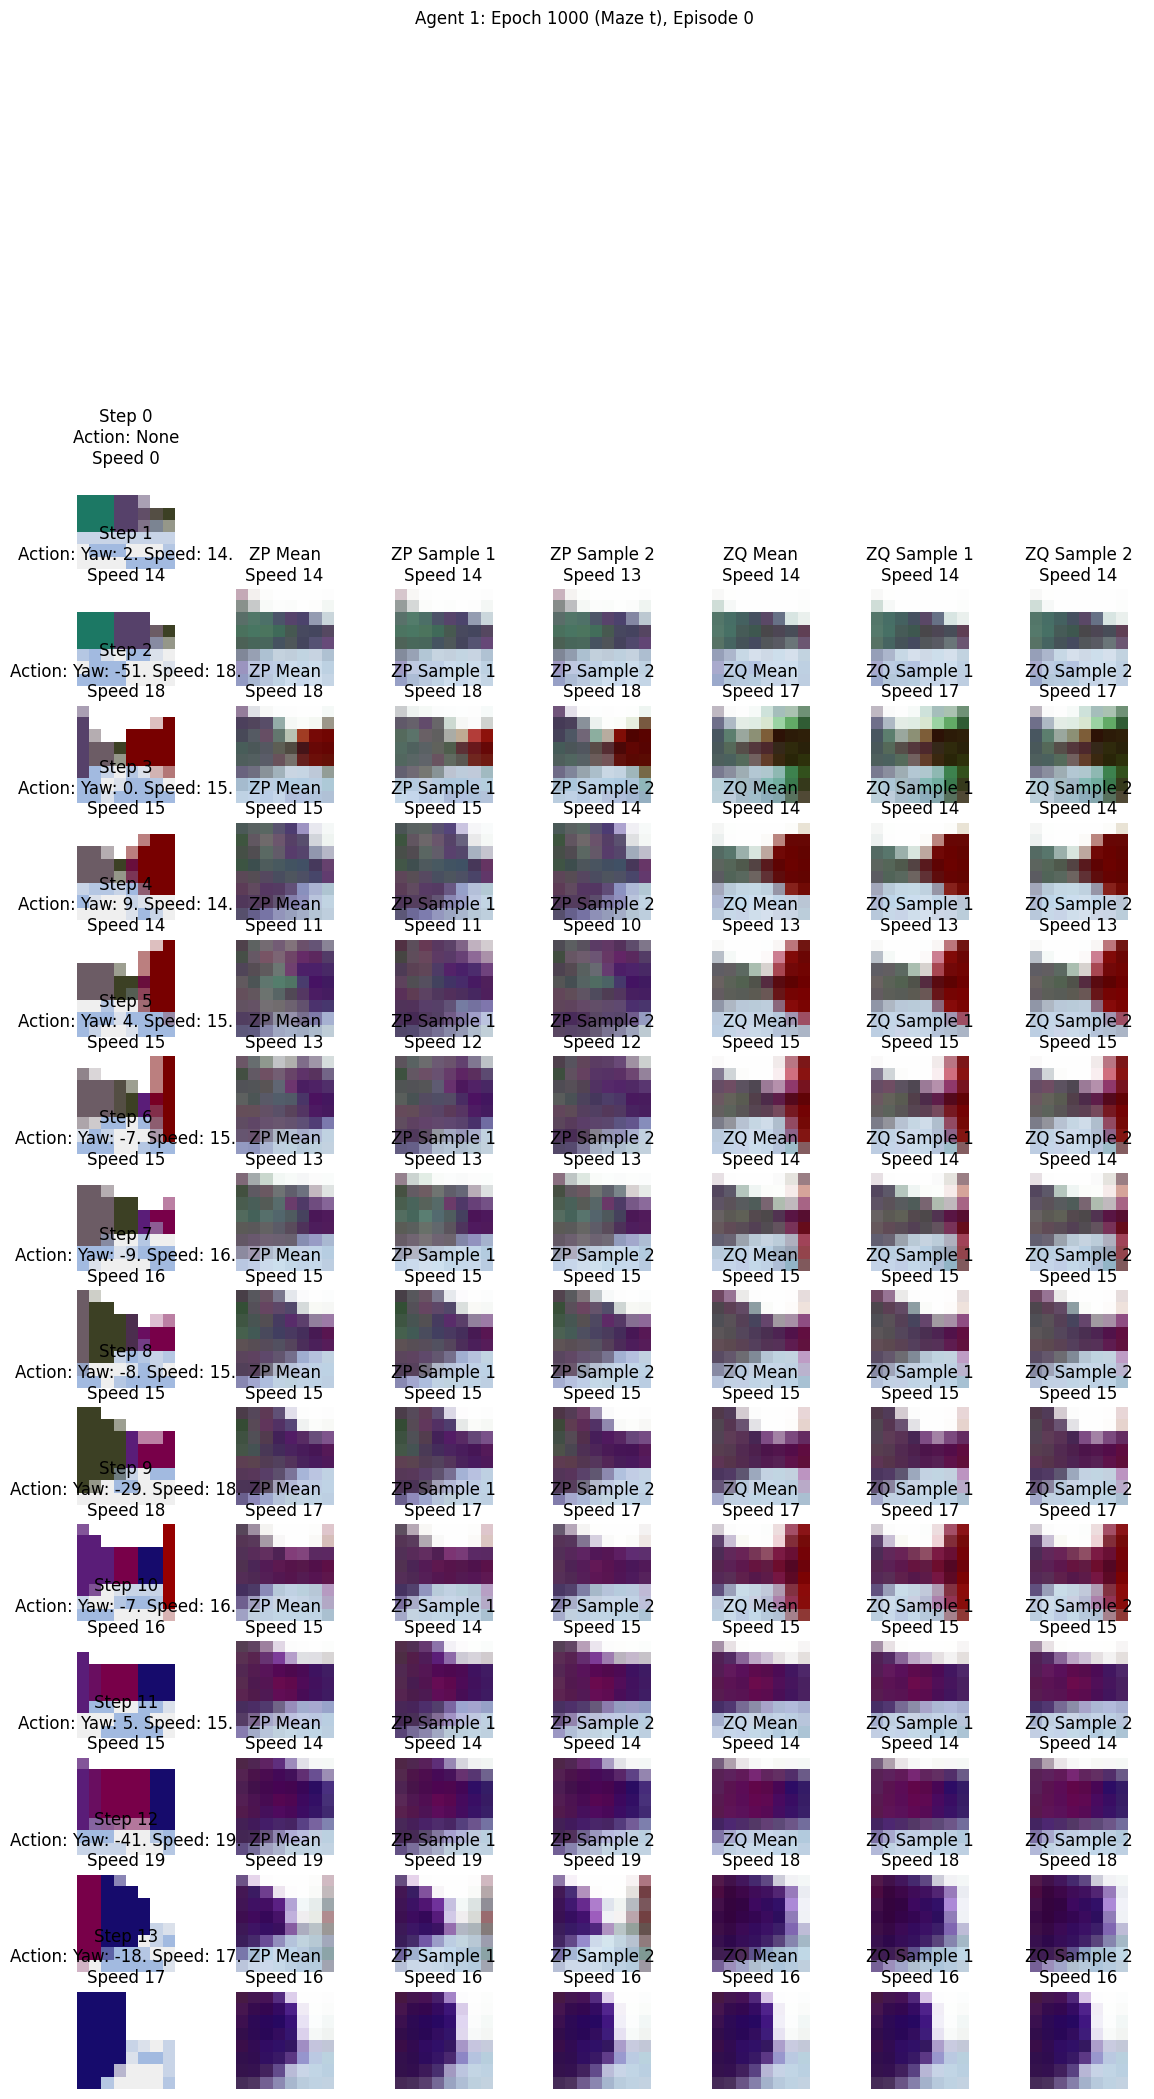 Agent 1: Epoch 1000 (Maze t), Episode 0
Step 0
Action: None
Speed 0
Step 1
Action: Yaw: 2. Speed: 14. ZP Mean ZP Sample 1 ZP Sample 2 ZQ Mean ZQ Sample 1 ZQ Sample 2
Speed 14 Speed 14 Speed 14 Speed 13 Speed 14 Speed 14 Speed 14
Step 2
Action: Yaw: -51. Speed: 18. ZP Mean ZP Sample 1 ZP Sample 2 ZQ Mean ZQ Sample 1 ZQ Sample 2
Speed 18 Speed 18 Speed 18 Speed 18 Speed 17 Speed 17 Speed 17
Step 3
Action: Yaw: 0. Speed: 15. ZP Mean ZP Sample 1 ZP Sample 2 ZQ Mean ZQ Sample 1 ZQ Sample 2
Speed 15 Speed 15 Speed 15 Speed 14 Speed 14 Speed 14 Speed 14
Step 4
Action: Yaw: 9. Speed: 14. ZP Mean ZP Sample 1 ZP Sample 2 ZQ Mean ZQ Sample 1 ZQ Sample 2
Speed 14 Speed 11 Speed 11 Speed 10 Speed 13 Speed 13 Speed 13
Step 5
Action: Yaw: 4. Speed: 15. ZP Mean ZP Sample 1 ZP Sample 2 ZQ Mean ZQ Sample 1 ZQ Sample 2
Speed 15 Speed 13 Speed 12 Speed 12 Speed 15 Speed 15 Speed 15
Step 6
Action: Yaw: -7. Speed: 15. ZP Mean ZP Sample 1 ZP Sample 2 ZQ Mean ZQ Sample 1 ZQ Sample 2
Speed 15 Speed 13 Speed 13 Speed 13 Speed 14 Speed 14 Speed 14
Step 7
Action: Yaw: -9. Speed: 16. ZP Mean ZP Sample 1 ZP Sample 2 ZQ Mean ZQ Sample 1 ZQ Sample 2
Speed 16 Speed 15 Speed 15 Speed 15 Speed 15 Speed 15 Speed 15
Step 8
Action: Yaw: -8. Speed: 15. ZP Mean ZP Sample 1 ZP Sample 2 ZQ Mean ZQ Sample 1 ZQ Sample 2
Speed 15 Speed 15 Speed 15 Speed 15 Speed 15 Speed 15 Speed 15
Step 9
Action: Yaw: -29. Speed: 18. ZP Mean ZP Sample 1 ZP Sample 2 ZQ Mean ZQ Sample 1 ZQ Sample 2
Speed 18 Speed 17 Speed 17 Speed 17 Speed 17 Speed 17 Speed 17
Step 10
Action: Yaw: -7. Speed: 16. ZP Mean ZP Sample 1 ZP Sample 2 ZQ Mean ZQ Sample 1 ZQ Sample 2
Speed 16 Speed 15 Speed 14 Speed 15 Speed 15 Speed 15 Speed 15
Step 11
Action: Yaw: 5. Speed: 15. ZP Mean ZP Sample 1 ZP Sample 2 ZQ Mean ZQ Sample 1 ZQ Sample 2
Speed 15 Speed 14 Speed 14 Speed 14 Speed 14 Speed 14 Speed 14
Step 12
Action: Yaw: -41. Speed: 19. ZP Mean ZP Sample 1 ZP Sample 2 ZQ Mean ZQ Sample 1 ZQ Sample 2
Speed 19 Speed 19 Speed 19 Speed 19 Speed 18 Speed 18 Speed 18
Step 13
Action: Yaw: -18. Speed: 17. ZP Mean ZP Sample 1 ZP Sample 2 ZQ Mean ZQ Sample 1 ZQ Sample 2
Speed 17 Speed 16 Speed 16 Speed 16 Speed 16 Speed 16 Speed 16